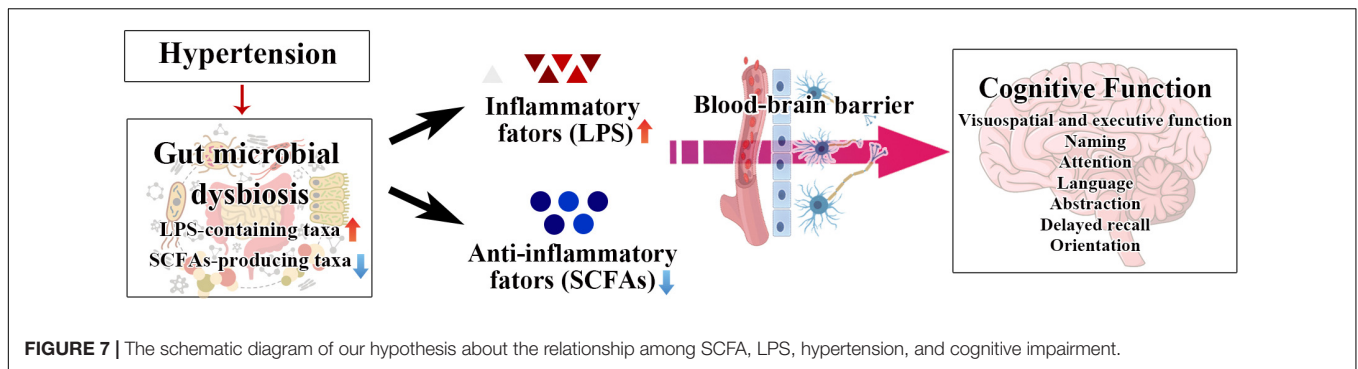 Hypertension
Gut microbial
dysbiosis
LPS-containing taxa
SCFAs-producing taxa
Inflammatory
fators (LPS)
Anti-inflammatory
fators (SCFAs)
Blood-brain barrier
Cognitive Function
Visuospatial and executive function
Naming
Attention
Language
Abstraction
Delayed recall
Orientation
FIGURE 7 | The schematic diagram of our hypothesis about the relationship among SCFA, LPS, hypertension, and cognitive impairment.